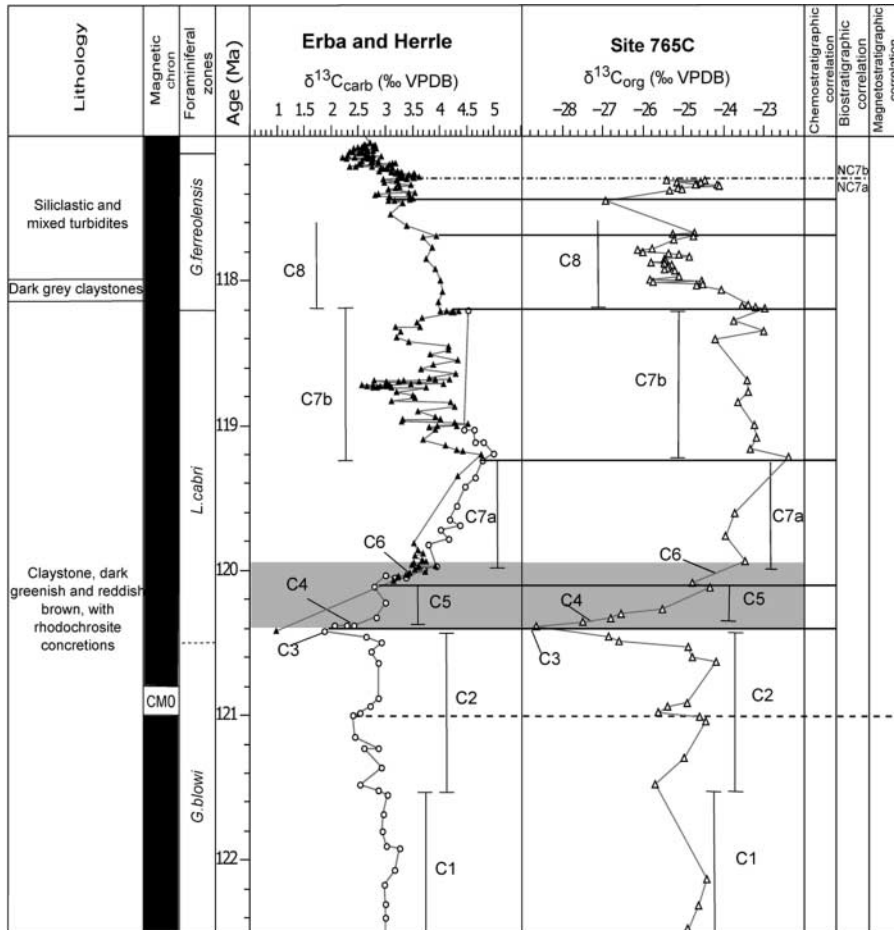 Lithology
Magnetic
chron
Foraminiferal
zones
Age (Ma)
Erba and Herrle
δ13Ccarb (‰ VPDB)
1 2.5 3 3.5 4 4.5 5
Site 765C
δ13Corg (‰ VPDB)
−28 −27 −26 −25 −24 −23
Chemostratigraphic
correlation
Biostratigraphic
correlation
Magnetostratigraphic
correlation
Siliclastic and
mixed turbidites
Dark grey claystones
Claystone, dark
greenish and reddish
brown, with
rhodochrosite
concretions
CM0
G.ferreolensis
L.cabri
G.blowi
118
119
120
121
122
C8
C7b
C7a
C6
C5
C4
C3
C2
C1
C8
C7b
C7a
C6
C5
C4
C3
C2
C1
NC7b
NC7a